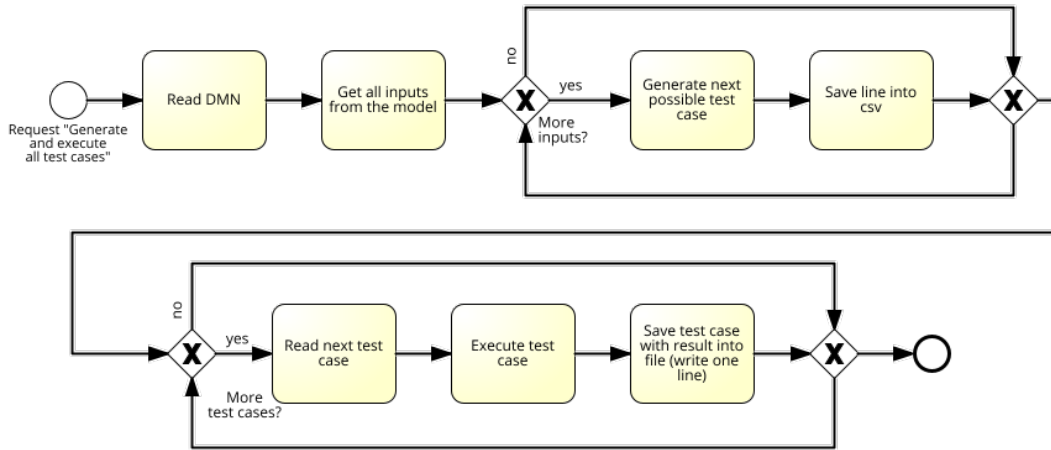 no
Read DMN
Get all inputs
from the model
yes
Generate next
possible test
case
Save line into
csv
More
inputs?
Request "Generate
and execute
all test cases"
no
yes
Read next test
case
Execute test
case
Save test case
with result into
file (write one
line)
More
test cases?